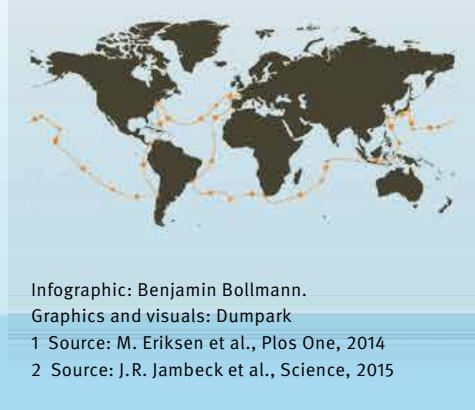 Infographic: Benjamin Bollmann.
Graphics and visuals: Dumpark
1 Source: M. Eriksen et al., Plos One, 2014
2 Source: J.R. Jambeck et al., Science, 2015